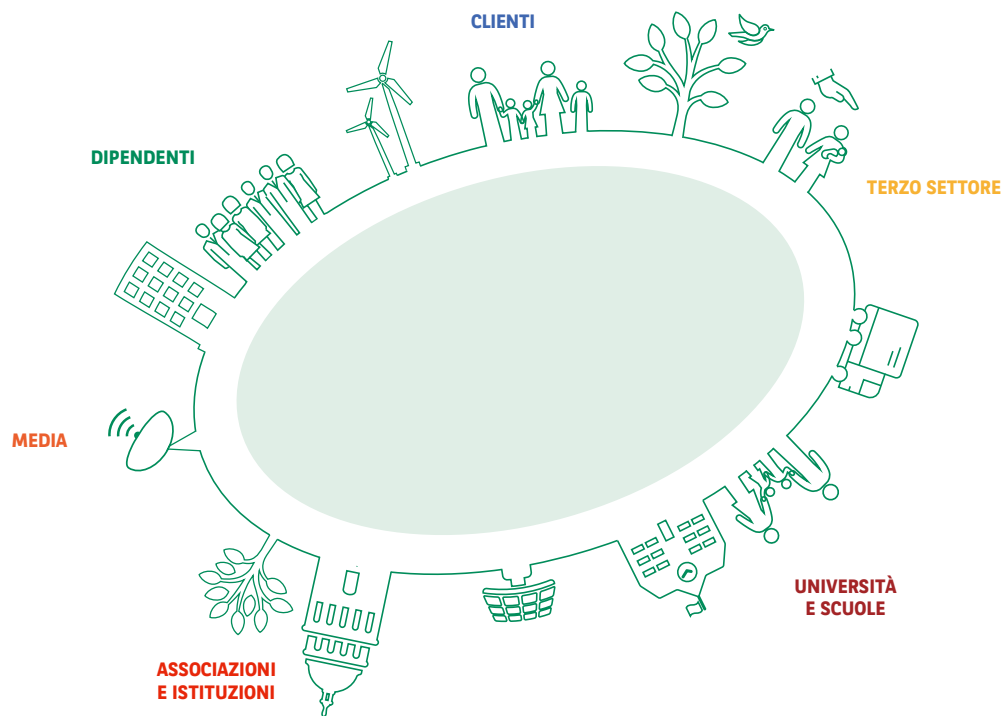 CLIENTI
DIPENDENTI
TERZO SETTORE
MEDIA
UNIVERSITÀ
E SCUOLE
ASSOCIAZIONI
E ISTITUZIONI